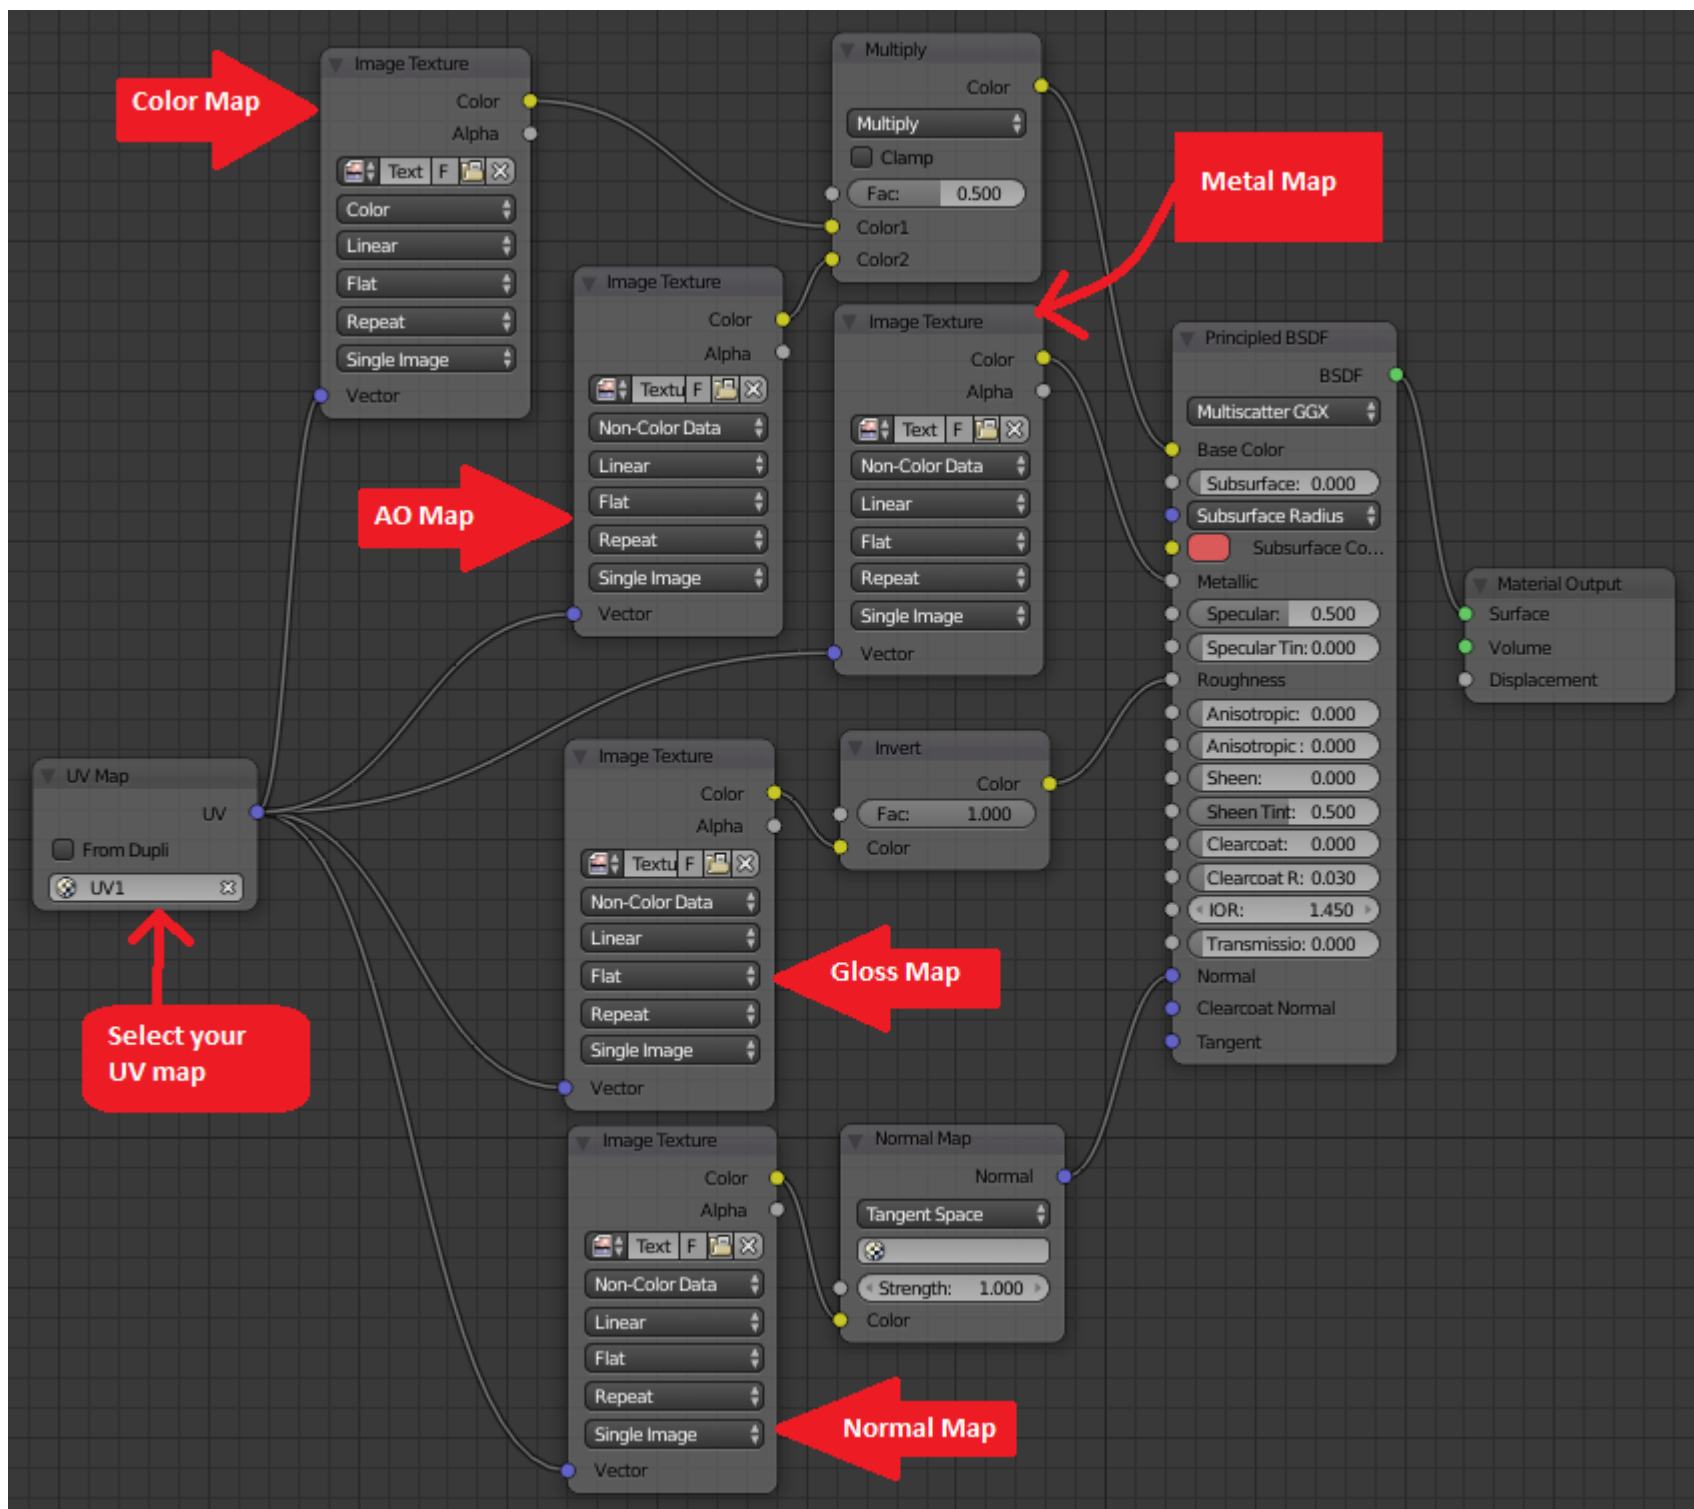 Color Map
Image Texture
Color
Alpha
Text F
Color
Linear
Flat
Repeat
Single Image
Vector
Multiply
Color
Multiply
Clamp
Fac: 0.500
Color1
Color2
Metal Map
AO Map
Image Texture
Color
Alpha
Textu F
Non-Color Data
Linear
Flat
Repeat
Single Image
Vector
Image Texture
Color
Alpha
Text F
Non-Color Data
Linear
Flat
Repeat
Single Image
Vector
Principled BSDF
BSDF
Multiscatter GGX
Base Color
Subsurface: 0.000
Subsurface Radius
Subsurface Co...
Metallic
Specular: 0.500
Specular Tin: 0.000
Roughness
Anisotropic: 0.000
Anisotropic : 0.000
Sheen: 0.000
Sheen Tint: 0.500
Clearcoat: 0.000
Clearcoat R: 0.030
IOR: 1.450
Transmissio: 0.000
Normal
Clearcoat Normal
Tangent
Material Output
Surface
Volume
Displacement
UV Map
UV
From Dupli
UV1
Select your
UV map
Image Texture
Color
Alpha
Textu F
Non-Color Data
Linear
Flat
Repeat
Single Image
Vector
Invert
Color
Fac: 1.000
Color
Gloss Map
Image Texture
Color
Alpha
Text F
Non-Color Data
Linear
Flat
Repeat
Single Image
Vector
Normal Map
Normal
Tangent Space
Strength: 1.000
Color
Normal Map